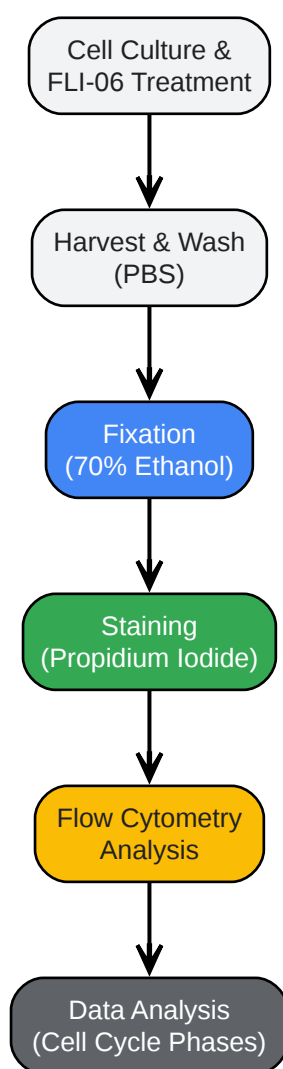 Cell Culture &
FLI-06 Treatment
Harvest & Wash
(PBS)
Fixation
(70% Ethanol)
Staining
(Propidium Iodide)
Flow Cytometry
Analysis
Data Analysis
(Cell Cycle Phases)